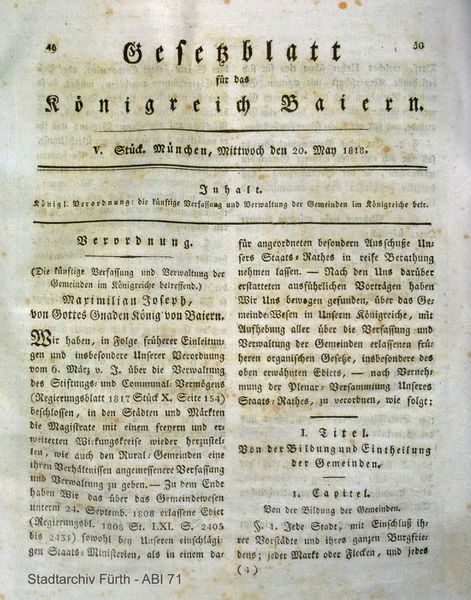 49
50
Gesetzblatt
für das
Königreich Baiern.
V. Stück. München, Mittwoch den 20. May 1818.
Inhalt.
Königl. Verordnung: die künftige Verfassung und Verwaltung der Gemeinden im Königreiche betr.
Verordnung.
(Die künftige Verfassung und Verwaltung der
Gemeinden im Königreiche betreffend.)
Maximilian Joseph,
von Gottes Gnaden König von Baiern.
Wir haben, in Folge früherer Einleitun-
gen und insbesondere Unserer Verordnung
vom 6. März v. J. über die Verwaltung
des Stiftungs- und Communal-Vermögens
(Regierungsblatt 1817 Stück X. Seite 154)
beschlossen, in den Städten und Märkten
die Magistrate mit einem freyern und er-
weiterten Wirkungskreise wieder herzustel-
len, wie auch den Rural-Gemeinden eine
ihren Verhältnissen angemessenere Verfassung
und Verwaltung zu geben. — Zu dem Ende
haben Wir das über das Gemeindewesen
unterm 24. Septemb. 1808 erlassene Edict
(Regierungsbl. 1808 St. LXI. S. 2405
bis 2431) sowohl bey Unseren einschlägi-
gen Staats-Ministerien, als in einem da-
für angeordneten besondern Ausschuße Un-
sers Staats-Rathes in reife Berathung
nehmen lassen. — Nach den Uns darüber
erstatteten ausführlichen Vorträgen haben
Wir Uns bewogen gefunden, über das Ge-
meinde-Wesen in Unserm Königreiche, mit
Aufhebung aller über die Verfassung und
Verwaltung der Gemeinden erlassenen frü-
heren organischen Gesetze, insbesondere des
oben erwähnten Edicts, — nach Verneh-
mung der Plenar-Versammlung Unseres
Staats-Rathes, zu verordnen, wie folgt:
I. Titel.
Von der Bildung und Eintheilung
der Gemeinden.
1. Capitel.
Von der Bildung der Gemeinden.
§. 1. Jede Stadt, mit Einschluß ih-
rer Vorstädte und ihres ganzen Burgfrie-
dens; jeder Markt oder Flecken, und jedes
(4)
Stadtarchiv Fürth - ABI 71